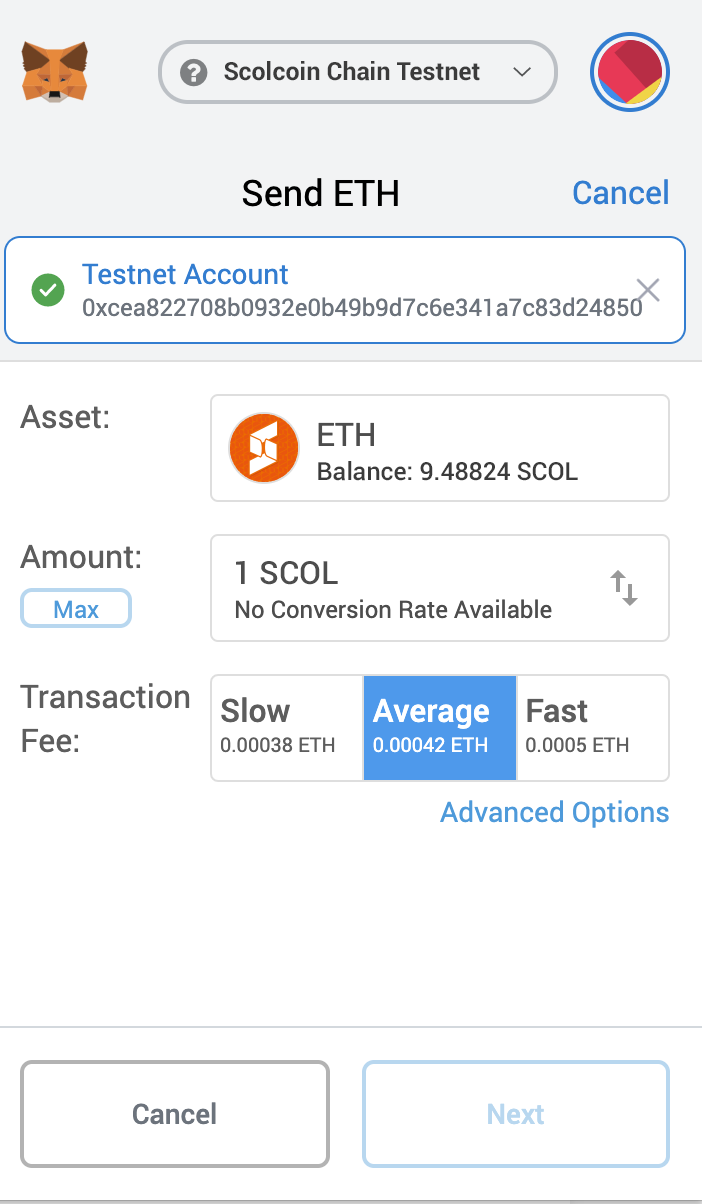 Scolcoin Chain Testnet
Send ETH
Cancel
Testnet Account
0xcea822708b0932e0b49b9d7c6e341a7c83d24850
Asset:
ETH
Balance: 9.48824 SCOL
Amount:
Max
1 SCOL
No Conversion Rate Available
Transaction
Fee:
Slow
0.00038 ETH
Average
0.00042 ETH
Fast
0.0005 ETH
Advanced Options
Cancel
Next